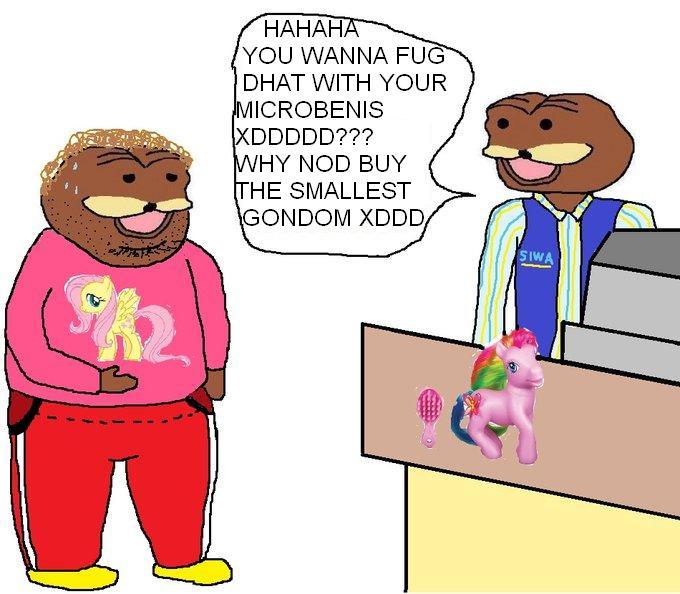 HAHAHA
YOU WANNA FUG
DHAT WITH YOUR
MICROBENIS
XDDDDD???
WHY NOD BUY
THE SMALLEST
GONDOM XDDD
SIWA